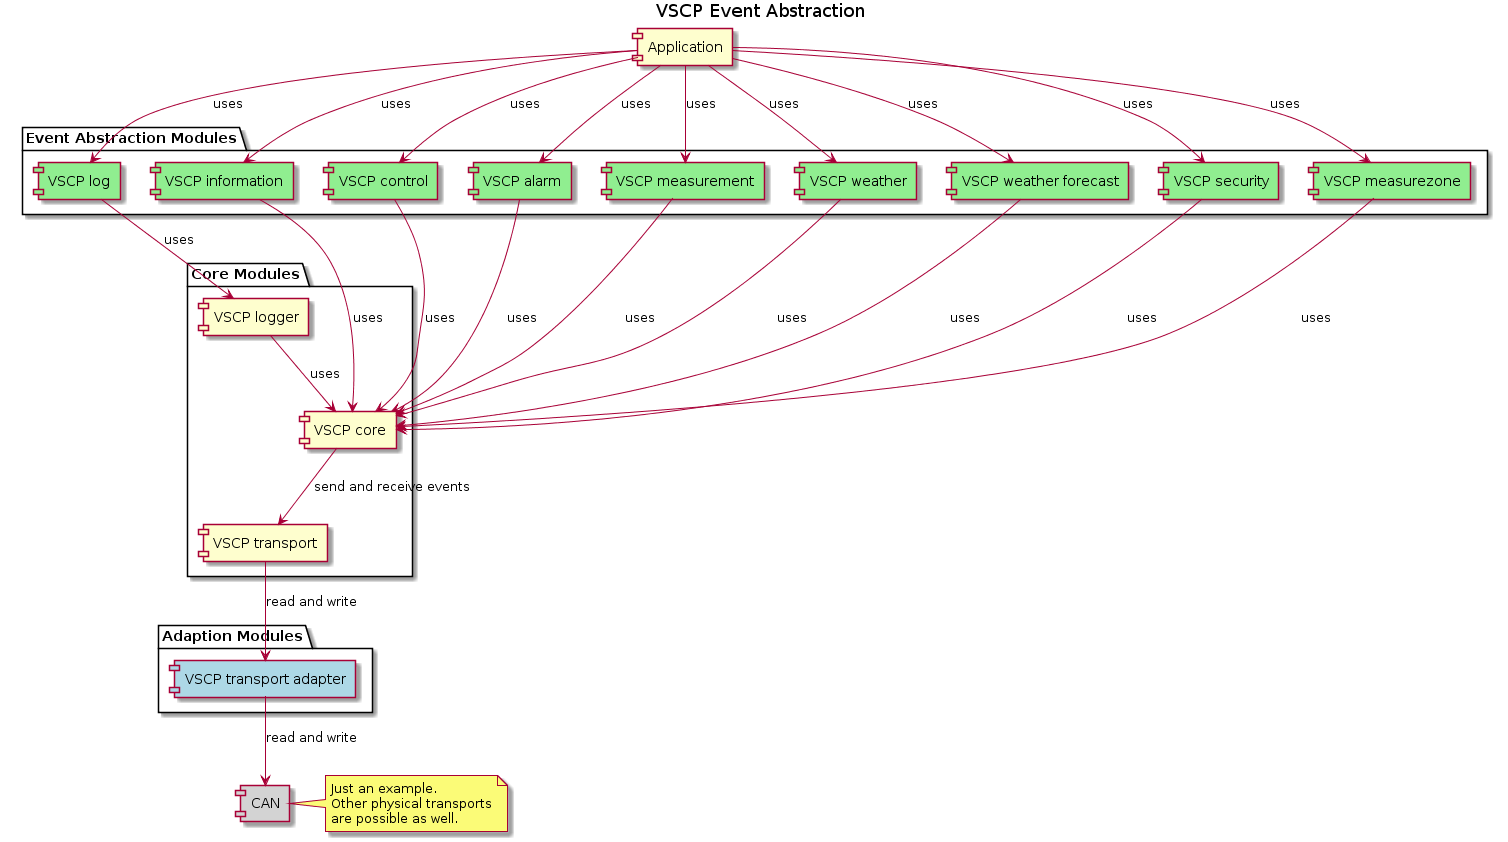 VSCP Event Abstraction
Application
uses
uses
uses
uses
uses
uses
uses
uses
uses
Event Abstraction Modules
VSCP log
VSCP information
VSCP control
VSCP alarm
VSCP measurement
VSCP weather
VSCP weather forecast
VSCP security
VSCP measurezone
uses
Core Modules
VSCP logger
uses
uses
uses
uses
uses
uses
uses
uses
uses
VSCP core
send and receive events
VSCP transport
read and write
Adaption Modules
VSCP transport adapter
read and write
CAN
Just an example.
Other physical transports
are possible as well.